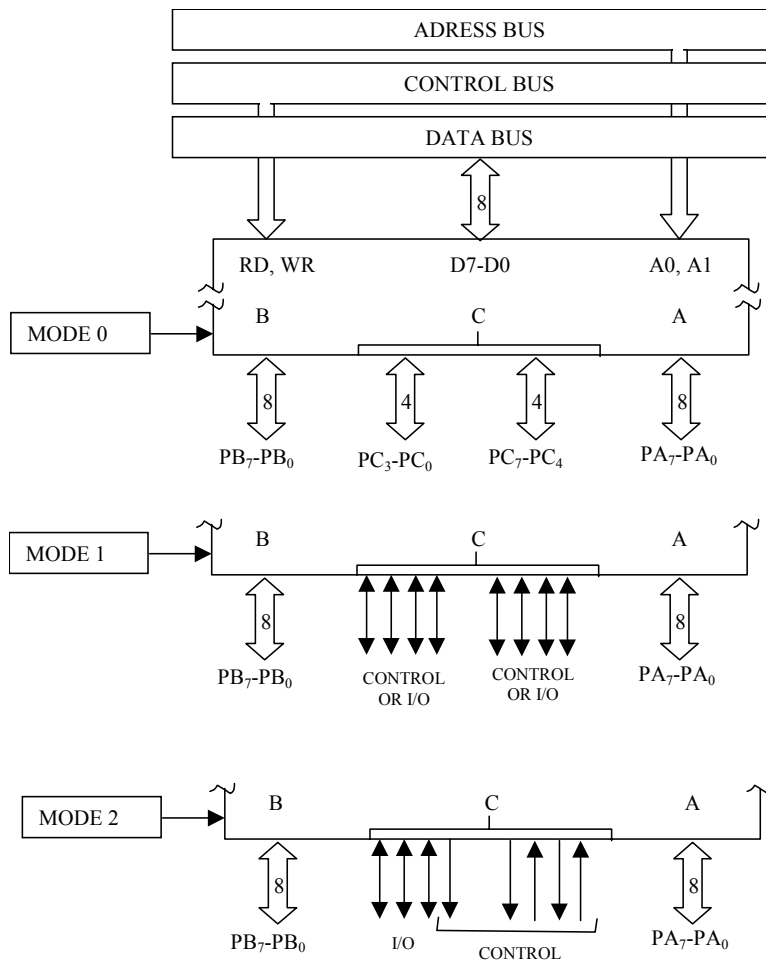 ADRESS BUS
CONTROL BUS
DATA BUS
8
RD, WR D7-D0 A0, A1
MODE 0 B C A
8 4 4 8
PB₇-PB₀ PC₃-PC₀ PC₇-PC₄ PA₇-PA₀
MODE 1 B C A
8 8
PB₇-PB₀ CONTROL OR I/O CONTROL OR I/O PA₇-PA₀
MODE 2 B C A
8 8
PB₇-PB₀ I/O CONTROL PA₇-PA₀